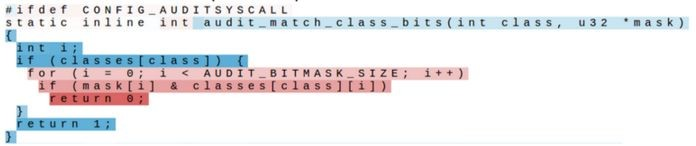 #ifdef CONFIG_AUDITSYSCALL
static inline int audit_match_class_bits(int class, u32 *mask)
{
int i;
if (classes[class]) {
for (i = 0; i < AUDIT_BITMASK_SIZE; i++)
if (mask[i] & classes[class][i])
return 0;
}
return 1;
}